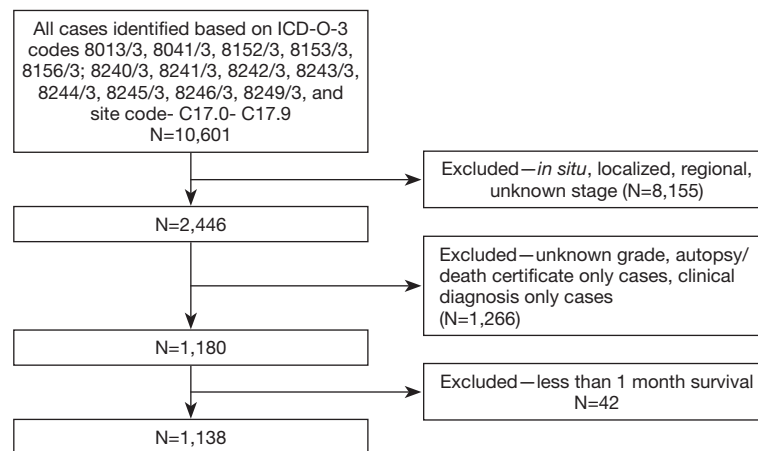 All cases identified based on ICD-O-3
codes 8013/3, 8041/3, 8152/3, 8153/3,
8156/3; 8240/3, 8241/3, 8242/3, 8243/3,
8244/3, 8245/3, 8246/3, 8249/3, and
site code- C17.0- C17.9
N=10,601
Excluded—in situ, localized, regional,
unknown stage (N=8,155)
N=2,446
Excluded—unknown grade, autopsy/
death certificate only cases, clinical
diagnosis only cases
(N=1,266)
N=1,180
Excluded—less than 1 month survival
N=42
N=1,138